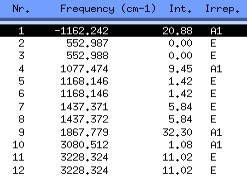 Nr. Frequency (cm-1) Int. Irrep.
1 -1162.242 20.88 A1
2 552.987 0.00 E
3 552.988 0.00 E
4 1077.474 9.45 A1
5 1168.146 1.42 E
6 1168.146 1.42 E
7 1437.371 5.84 E
8 1437.372 5.84 E
9 1867.779 32.30 A1
10 3080.512 1.08 A1
11 3228.324 11.02 E
12 3228.324 11.02 E